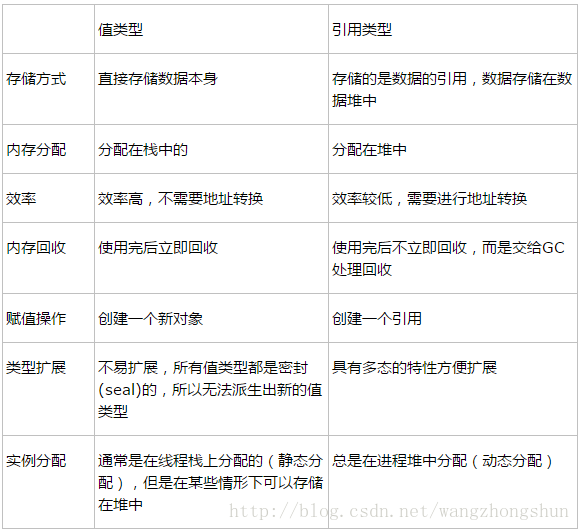 值类型
引用类型
存储方式
直接存储数据本身
存储的是数据的引用，数据存储在数
据堆中
内存分配
分配在栈中的
分配在堆中
效率
效率高，不需要地址转换
效率较低，需要进行地址转换
内存回收
使用完后立即回收
使用完后不立即回收，而是交给GC
处理回收
赋值操作
创建一个新对象
创建一个引用
类型扩展
不易扩展，所有值类型都是密封
(seal)的，所以无法派生出新的值
类型
具有多态的特性方便扩展
实例分配
通常是在线程栈上分配的（静态分
配），但是在某些情形下可以存储
在堆中
总是在进程堆中分配（动态分配）
http://blog.csdn.net/wangzhongshun